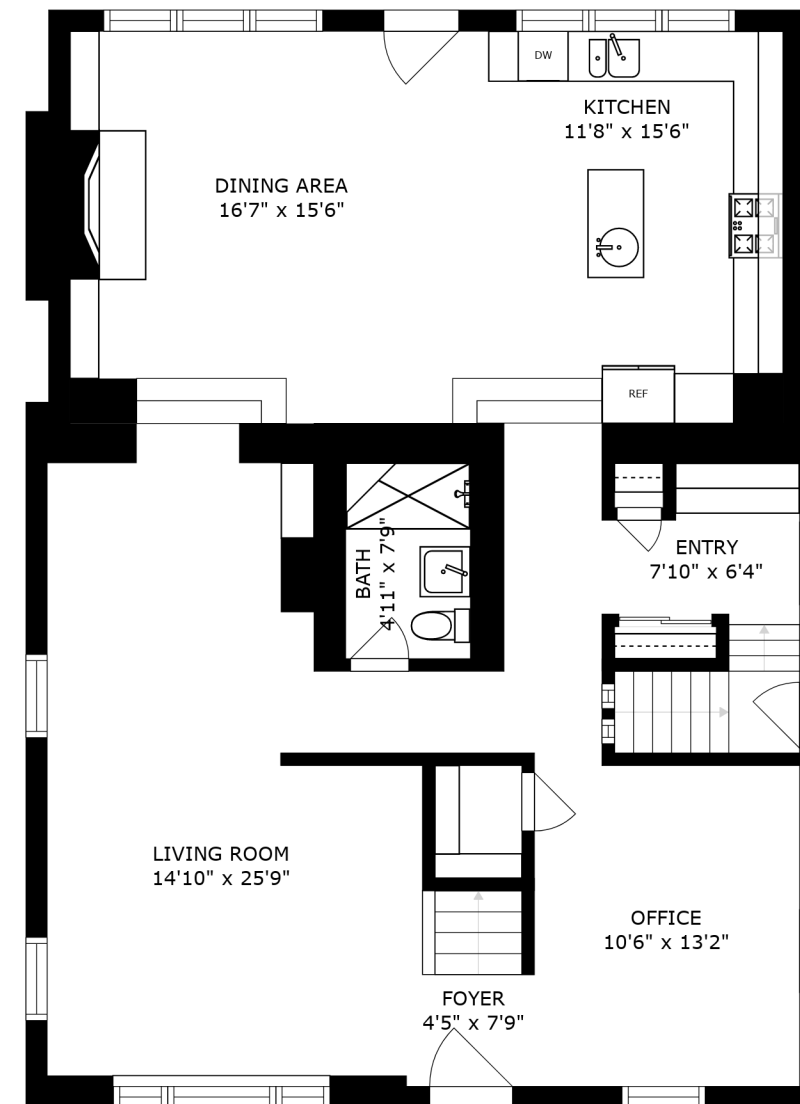 DW
KITCHEN
11'8" x 15'6"
DINING AREA
16'7" x 15'6"
REF
BATH
4'11" x 7'9"
ENTRY
7'10" x 6'4"
LIVING ROOM
14'10" x 25'9"
OFFICE
10'6" x 13'2"
FOYER
4'5" x 7'9"